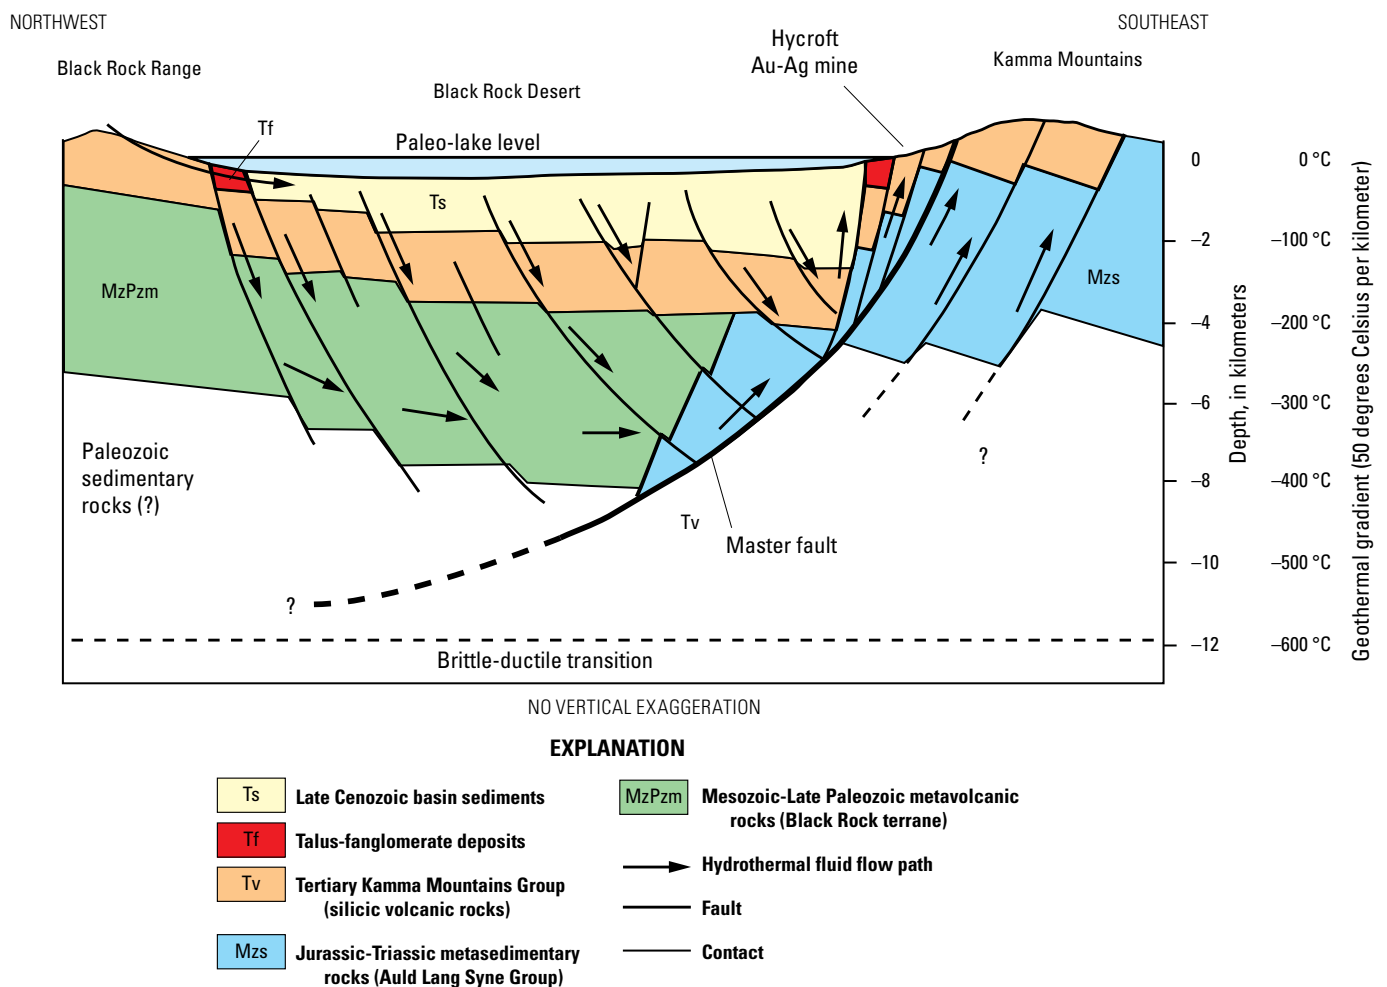 NORTHWEST
SOUTHEAST
Black Rock Range
Black Rock Desert
Hycroft
Au-Ag mine
Kamma Mountains
Tf
Paleo-lake level
Ts
MzPzm
Mzs
Paleozoic
sedimentary
rocks (?)
Tv
Master fault
?
?
Brittle-ductile transition
0
–2
–4
–6
–8
–10
–12
Depth, in kilometers
0 °C
–100 °C
–200 °C
–300 °C
–400 °C
–500 °C
–600 °C
Geothermal gradient (50 degrees Celsius per kilometer)
NO VERTICAL EXAGGERATION
EXPLANATION
Ts
Late Cenozoic basin sediments
Tf
Talus-fanglomerate deposits
Tv
Tertiary Kamma Mountains Group
(silicic volcanic rocks)
Mzs
Jurassic-Triassic metasedimentary
rocks (Auld Lang Syne Group)
MzPzm
Mesozoic-Late Paleozoic metavolcanic
rocks (Black Rock terrane)
Hydrothermal fluid flow path
Fault
Contact